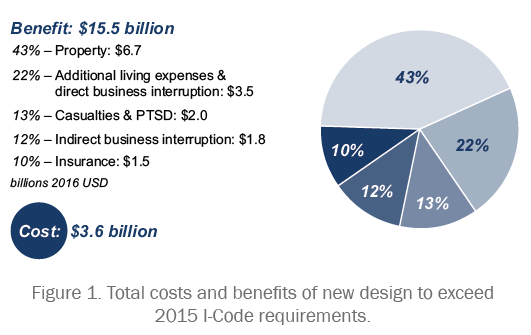 Benefit: $15.5 billion
43% – Property: $6.7
22% – Additional living expenses &
direct business interruption: $3.5
13% – Casualties & PTSD: $2.0
12% – Indirect business interruption: $1.8
10% – Insurance: $1.5
billions 2016 USD
Cost: $3.6 billion
43%
22%
13%
12%
10%
Figure 1. Total costs and benefits of new design to exceed
2015 I-Code requirements.